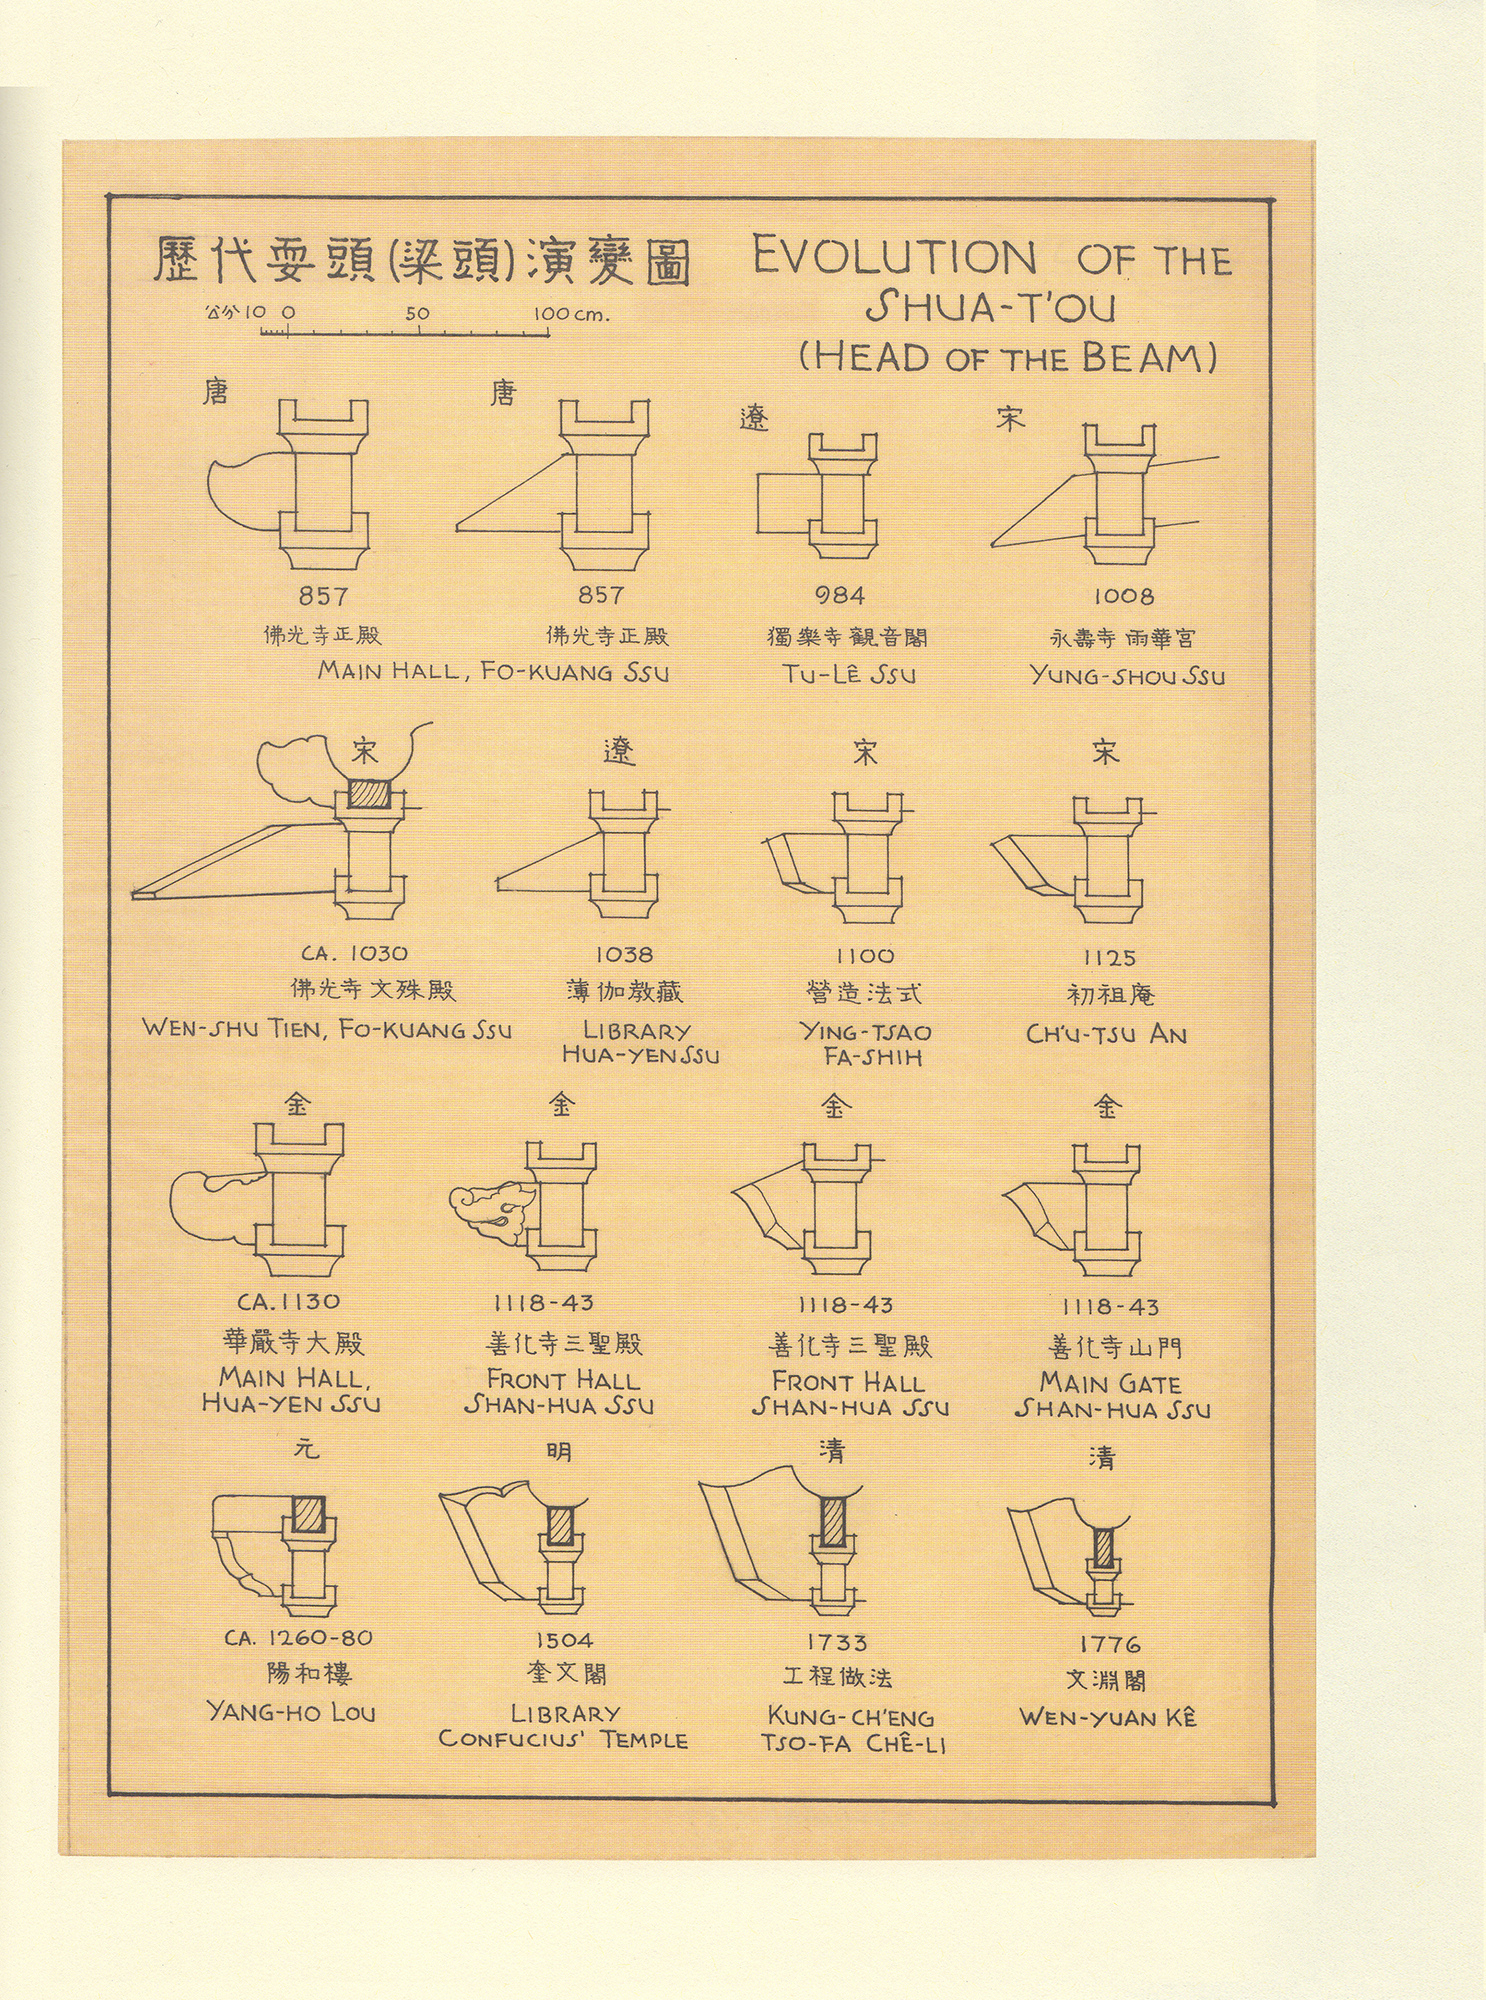 歷代耍頭(梁頭)演變圖
EVOLUTION OF THE
SHUA-T'OU
(HEAD OF THE BEAM)
公分 10 0 50 100 cm.
唐
857
佛光寺正殿
唐
857
佛光寺正殿
MAIN HALL, FO-KUANG SSU
遼
984
獨樂寺觀音閣
TU-LÊ SSU
宋
1008
永壽寺雨華宮
YUNG-SHOU SSU
宋
CA. 1030
佛光寺文殊殿
WEN-SHU TIEN, FO-KUANG SSU
遼
1038
薄伽教藏
LIBRARY
HUA-YEN SSU
宋
1100
營造法式
YING-TSAO
FA-SHIH
宋
1125
初祖庵
CH'U-TSU AN
金
CA. 1130
華嚴寺大殿
MAIN HALL,
HUA-YEN SSU
金
1118-43
善化寺三聖殿
FRONT HALL
SHAN-HUA SSU
金
1118-43
善化寺三聖殿
FRONT HALL
SHAN-HUA SSU
金
1118-43
善化寺山門
MAIN GATE
SHAN-HUA SSU
元
CA. 1260-80
陽和樓
YANG-HO LOU
明
1504
奎文閣
LIBRARY
CONFUCIUS' TEMPLE
清
1733
工程做法
KUNG-CH'ENG
TSO-FA CHÊ-LI
清
1776
文淵閣
WEN-YUAN KÊ